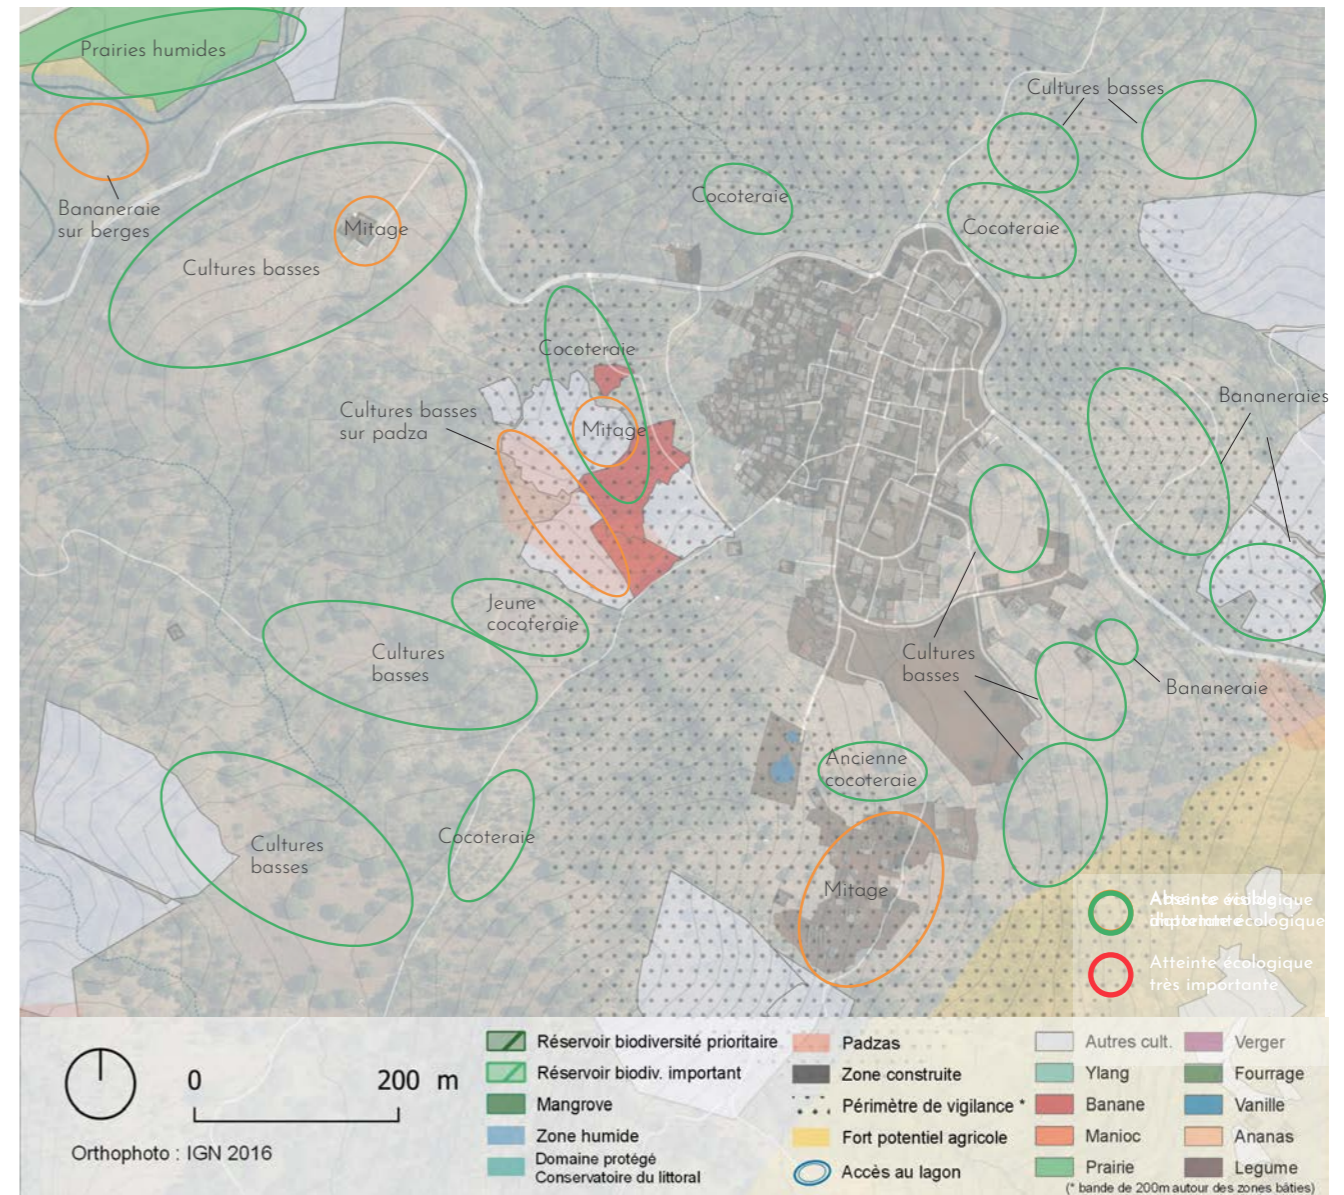 Prairies humides
Cultures basses
Bananeraie
sur berges
Mitage
Cultures basses
Cocoteraie
Cocoteraie
Cocoteraie
Cultures basses
sur padza
Mitage
Bananeraies
Jeune
cocoteraie
Cultures
basses
Cultures
basses
Bananeraie
Ancienne
cocoteraie
Cocoteraie
Cultures
basses
Mitage
écologique
écologique
Atteinte écologique
très importante
0 200 m
Orthophoto : IGN 2016
Réservoir biodiversité prioritaire
Réservoir biodiv. important
Mangrove
Zone humide
Domaine protégé
Conservatoire du littoral
Padzas
Zone construite
Périmètre de vigilance *
Fort potentiel agricole
Accès au lagon
Autres cult.
Ylang
Banane
Manioc
Prairie
Verger
Fourrage
Vanille
Ananas
Legume
(* bande de 200m autour des zones bâties)